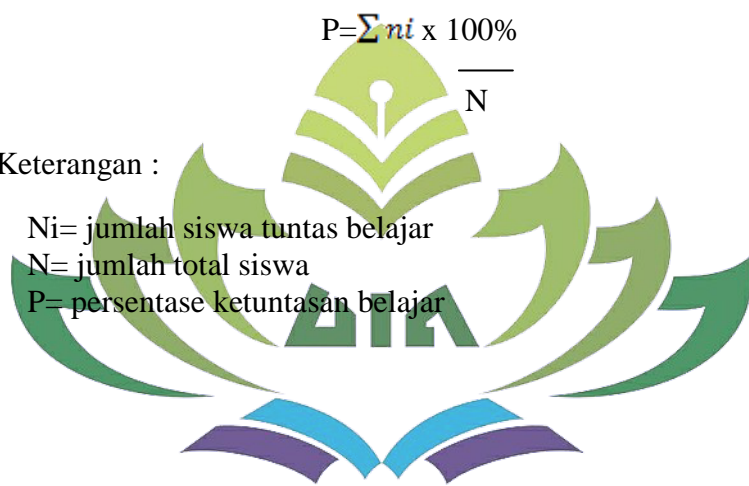 P=∑ ni x 100%
N
Keterangan :
Ni= jumlah siswa tuntas belajar
N= jumlah total siswa
P= persentase ketuntasan belajar